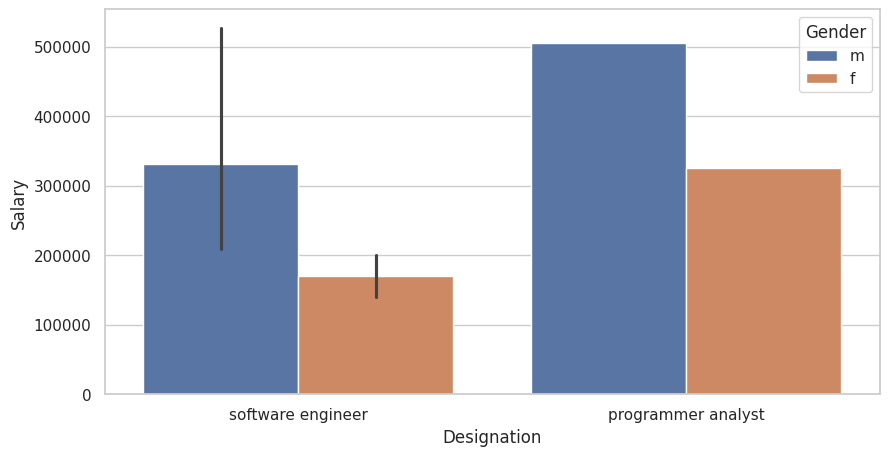 Gender
m
f
500000
400000
300000
200000
100000
0
Salary
software engineer
programmer analyst
Designation